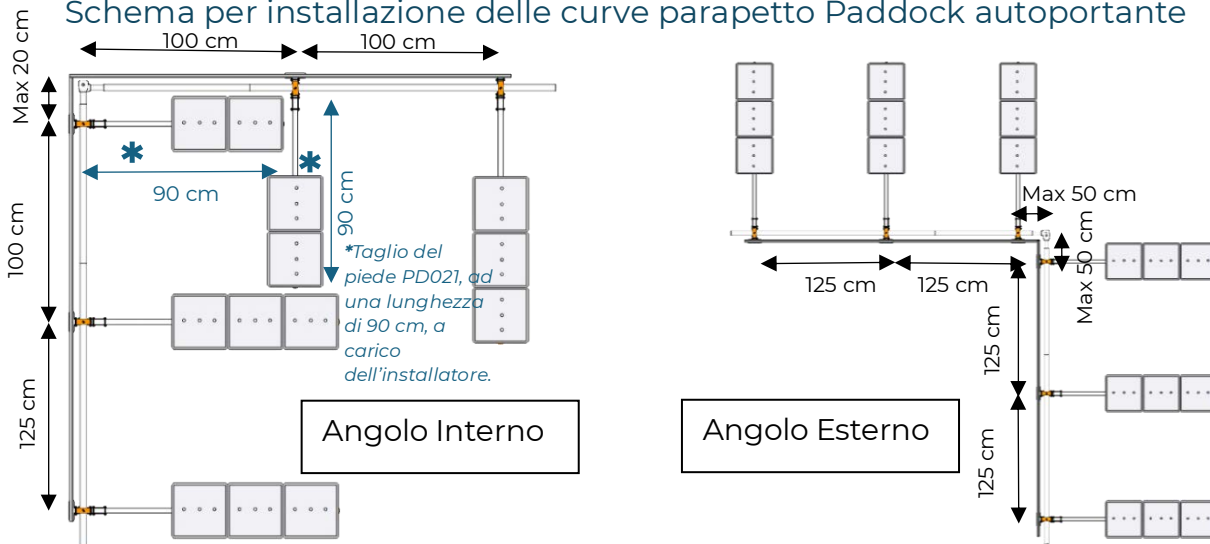 Schema per installazione delle curve parapetto Paddock autoportante
100 cm
100 cm
Max 20 cm
*
*
90 cm
90 cm
100 cm
125 cm
*Taglio del
piede PD021, ad
una lunghezza
di 90 cm, a
carico
dell'installatore.
Angolo Interno
Max 50 cm
Max 50 cm
125 cm
125 cm
125 cm
125 cm
Angolo Esterno